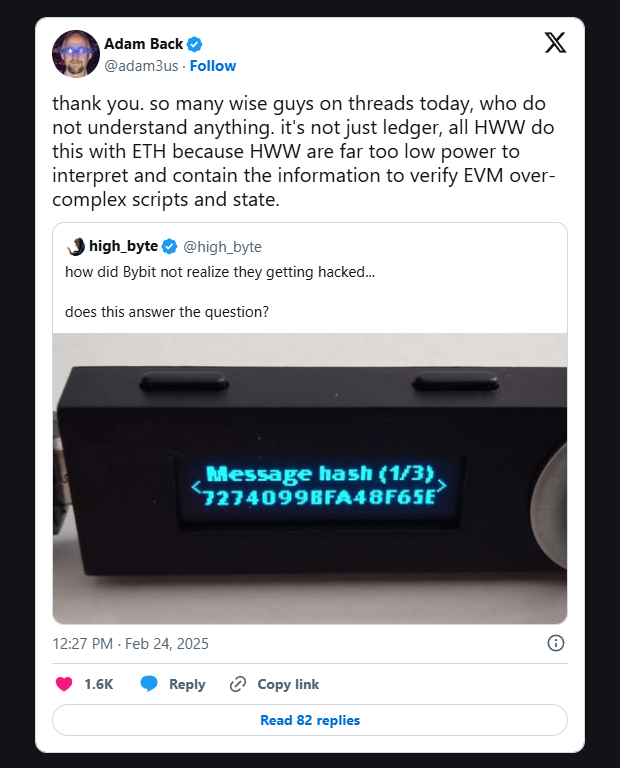 Adam Back
@adam3us · Follow
thank you. so many wise guys on threads today, who do
not understand anything. it's not just ledger, all HWW do
this with ETH because HWW are far too low power to
interpret and contain the information to verify EVM over-
complex scripts and state.
high_byte @high_byte
how did Bybit not realize they getting hacked...
does this answer the question?
Message hash (1/3)
7274099BFA48F65E
12:27 PM · Feb 24, 2025
1.6K Reply Copy link
Read 82 replies